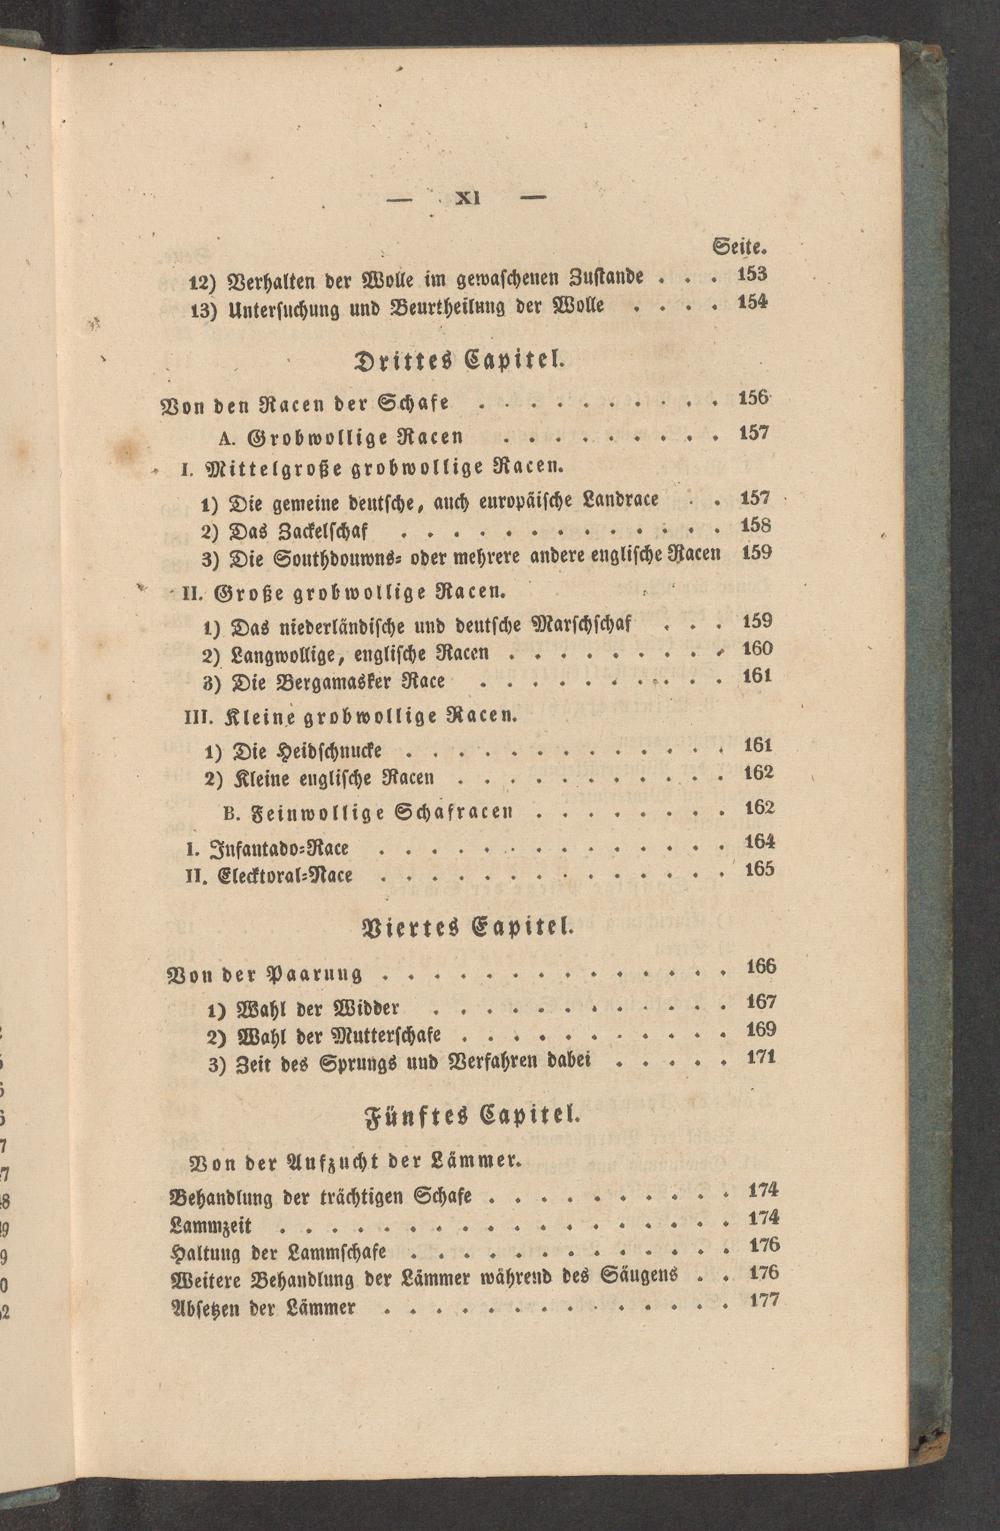 — XI —
Seite.
12) Verhalten der Wolle im gewaschenen Zustande . . . 153
13) Untersuchung und Beurtheilung der Wolle . . . . 154
Drittes Capitel.
Von den Racen der Schafe . . . . . . . . . . 156
A. Grobwollige Racen . . . . . . . . . 157
I. Mittelgroße grobwollige Racen.
1) Die gemeine deutsche, auch europäische Landrace . . 157
2) Das Zackelschaf . . . . . . . . . . . . . 158
3) Die Southdouwns- oder mehrere andere englische Racen 159
II. Große grobwollige Racen.
1) Das niederländische und deutsche Marschschaf . . . 159
2) Langwollige, englische Racen . . . . . . . . . 160
3) Die Bergamasker Race . . . . . . . . . . 161
III. Kleine grobwollige Racen.
1) Die Heidschnucke . . . . . . . . . . . . . 161
2) Kleine englische Racen . . . . . . . . . . . 162
B. Feinwollige Schafracen . . . . . . . . 162
I. Infantado-Race . . . . . . . . . . . . . . 164
II. Elecktoral-Race . . . . . . . . . . . . . . 165
Viertes Capitel.
Von der Paarung . . . . . . . . . . . . . . 166
1) Wahl der Widder . . . . . . . . . . . . 167
2) Wahl der Mutterschafe . . . . . . . . . . . 169
3) Zeit des Sprungs und Verfahren dabei . . . . . 171
Fünftes Capitel.
Von der Aufzucht der Lämmer.
Behandlung der trächtigen Schafe . . . . . . . . . . 174
Lammzeit . . . . . . . . . . . . . . . . . . 174
Haltung der Lammschafe . . . . . . . . . . . . . 176
Weitere Behandlung der Lämmer während des Säugens . . 176
Absetzen der Lämmer . . . . . . . . . . . . . . 177